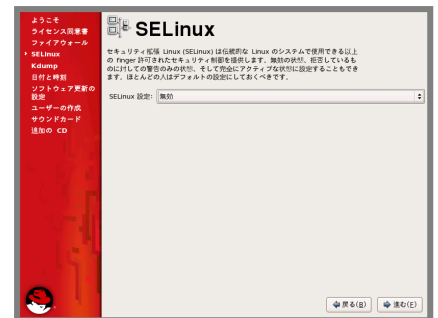 ようこそ
ライセンス同意書
ファイアウォール
SELinux
Kdump
日付と時刻
ソフトウェア更新の
設定
ユーザーの作成
サウンドカード
追加の CD
SELinux
セキュリティ拡張 Linux (SELinux) は伝統的な Linux のシステムで使用できる以上
の finger 許可されたセキュリティ制御を提供します。無効の状態、拒否しているも
のに対しての警告のみの状態、そして完全にアクティブな状態に設定することもでき
ます。ほとんどの人はデフォルトの設定にしておくべきです。
SELinux 設定: 無効
戻る(B) 進む(F)